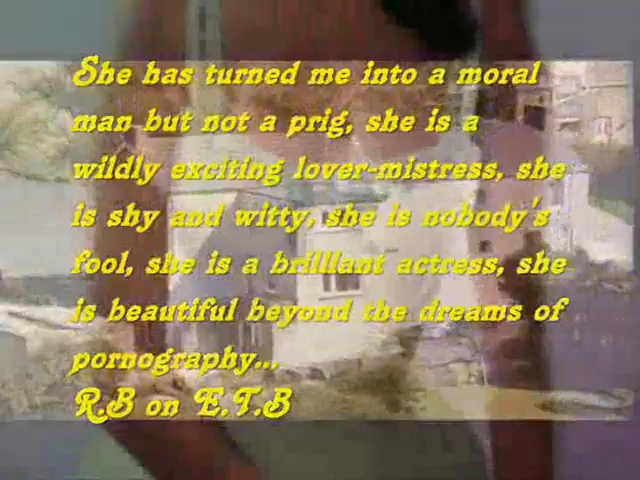 She has turned me into a moral
man but not a prig, she is a
wildly exciting lover-mistress, she
is shy and witty, she is nobody's
fool, she is a brilliant actress, she
is beautiful beyond the dreams of
pornography...
R.B on E.T.B